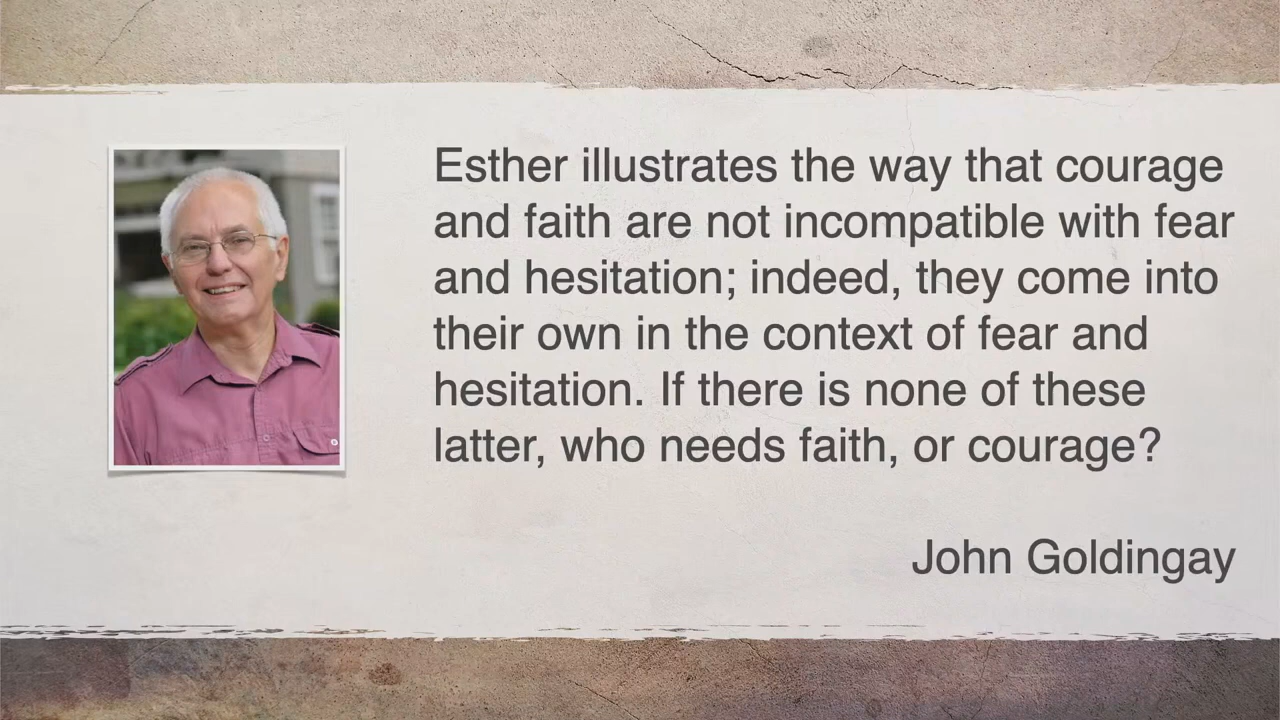 Esther illustrates the way that courage
and faith are not incompatible with fear
and hesitation; indeed, they come into
their own in the context of fear and
hesitation. If there is none of these
latter, who needs faith, or courage?
John Goldingay